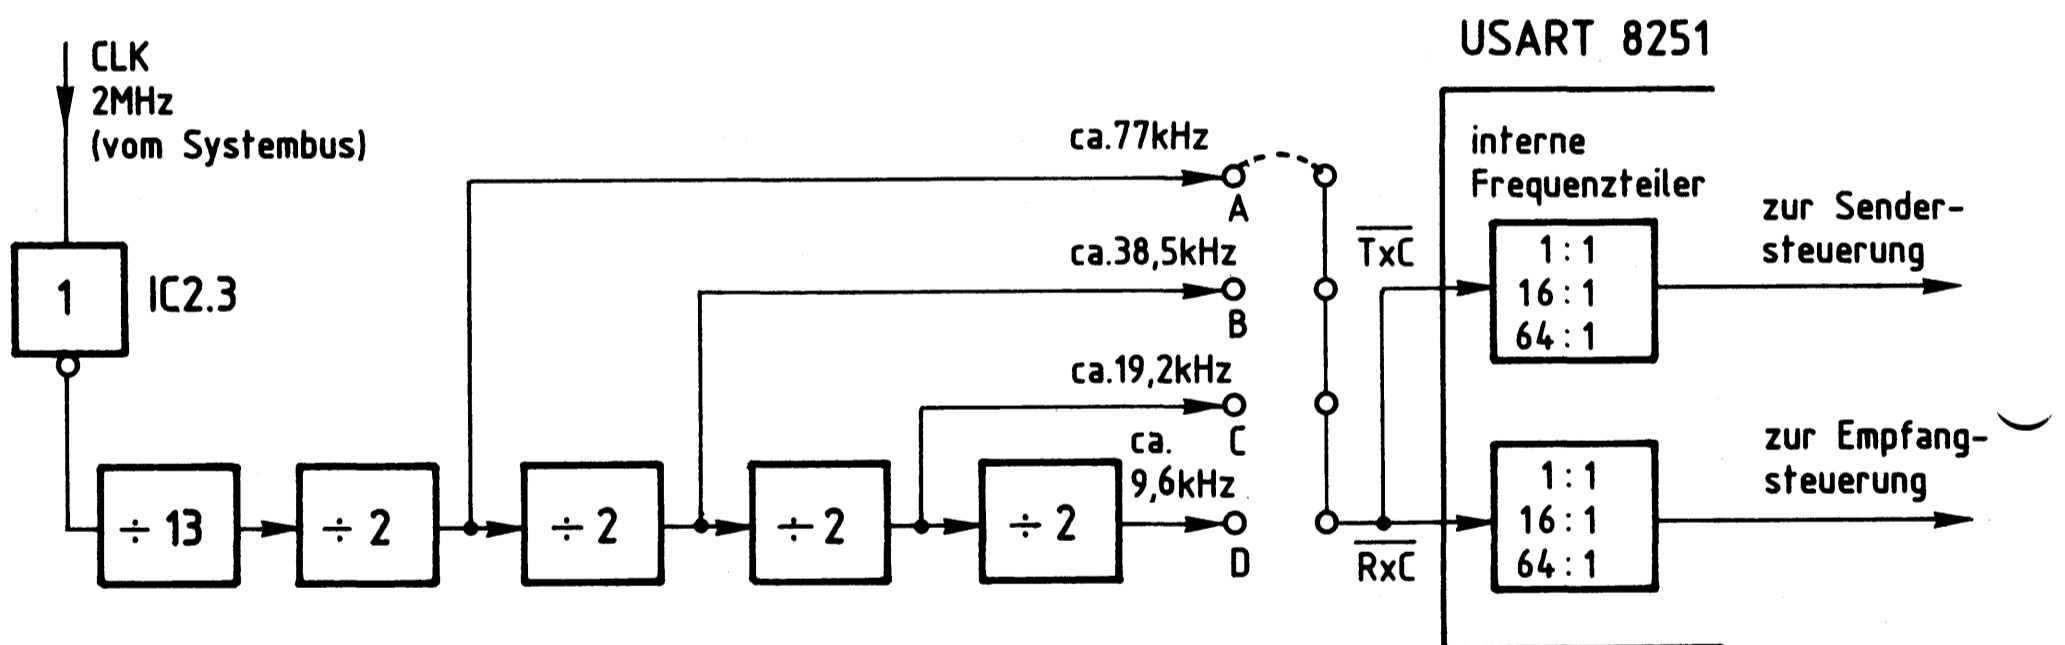 USART 8251
CLK
2MHz
(vom Systembus)
ca.77kHz
A
interne
Frequenzteiler
1:1
16:1
64:1
zur Sender-
steuerung
TxC
ca.38,5kHz
B
1
IC2.3
ca.19,2kHz
C
ca.
9,6kHz
D
÷ 13
÷ 2
÷ 2
÷ 2
÷ 2
RxC
1:1
16:1
64:1
zur Empfang-
steuerung